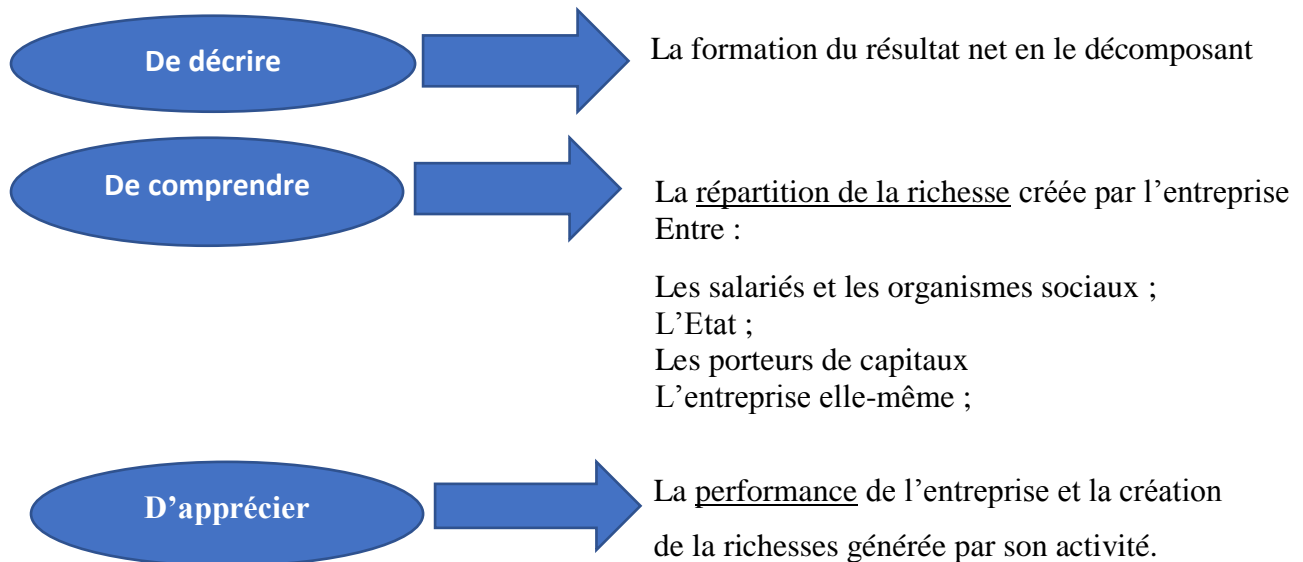 De décrire
La formation du résultat net en le décomposant
De comprendre
La répartition de la richesse créée par l’entreprise
Entre :
Les salariés et les organismes sociaux ;
L’Etat ;
Les porteurs de capitaux
L’entreprise elle-même ;
D’apprécier
La performance de l’entreprise et la création
de la richesses générée par son activité.